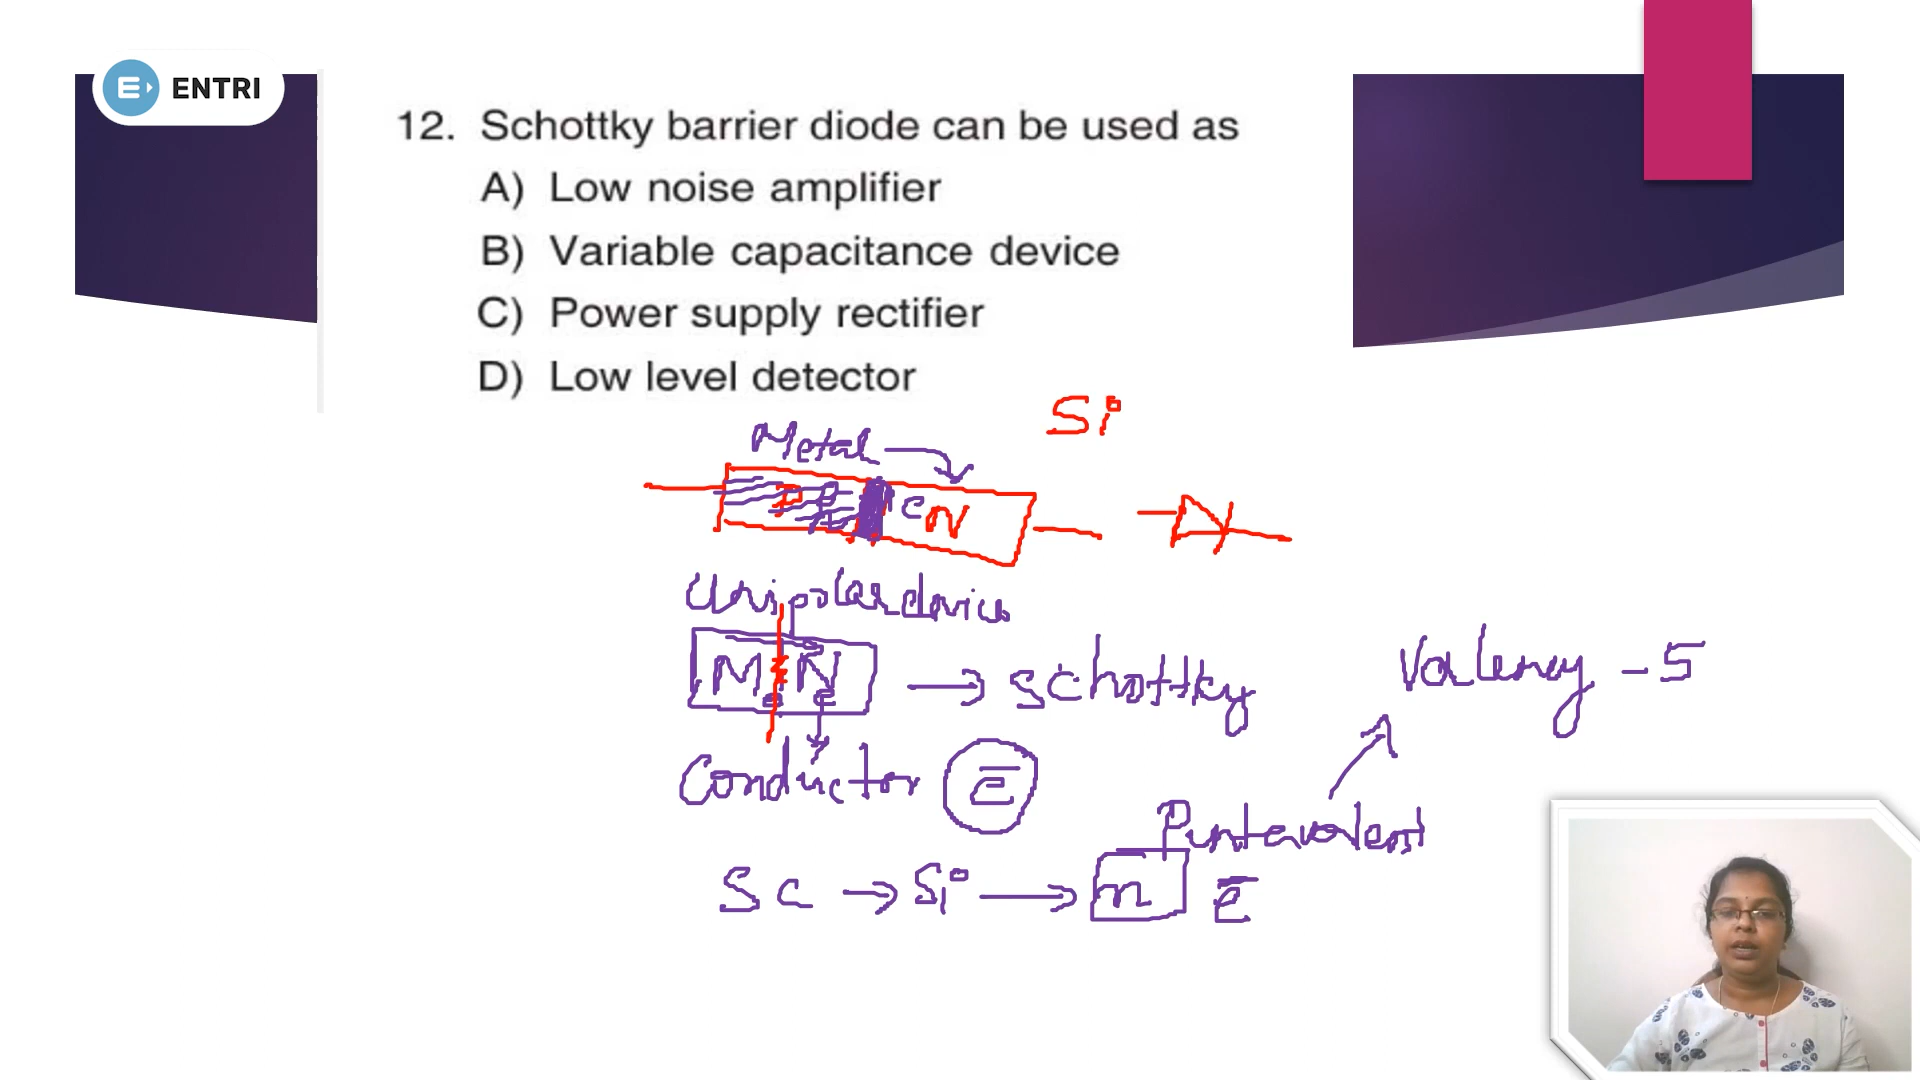 ENTRI
12. Schottky barrier diode can be used as
A) Low noise amplifier
B) Variable capacitance device
C) Power supply rectifier
D) Low level detector
Si
Metal
N
Unipolar device
M N → Schottky
Valency - 5
Conductor
Pentavalent
SC → Si → n